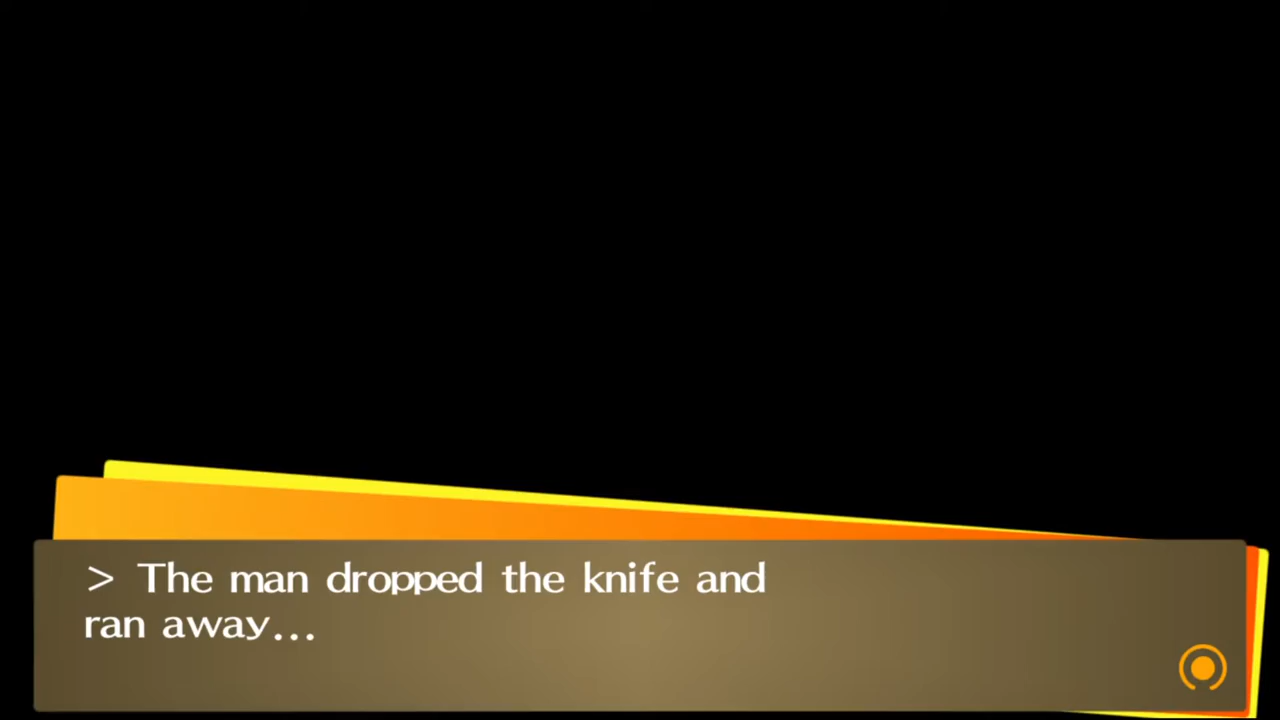 > The man dropped the knife and
ran away...